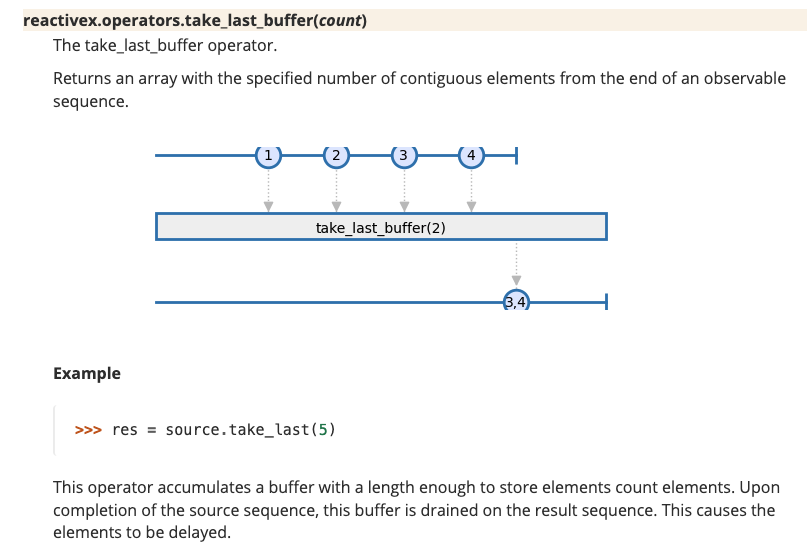 reactivex.operators.take_last_buffer(count)
The take_last_buffer operator.
Returns an array with the specified number of contiguous elements from the end of an observable
sequence.
1 2 3 4
take_last_buffer(2)
3,4
Example
>>> res = source.take_last(5)
This operator accumulates a buffer with a length enough to store elements count elements. Upon
completion of the source sequence, this buffer is drained on the result sequence. This causes the
elements to be delayed.